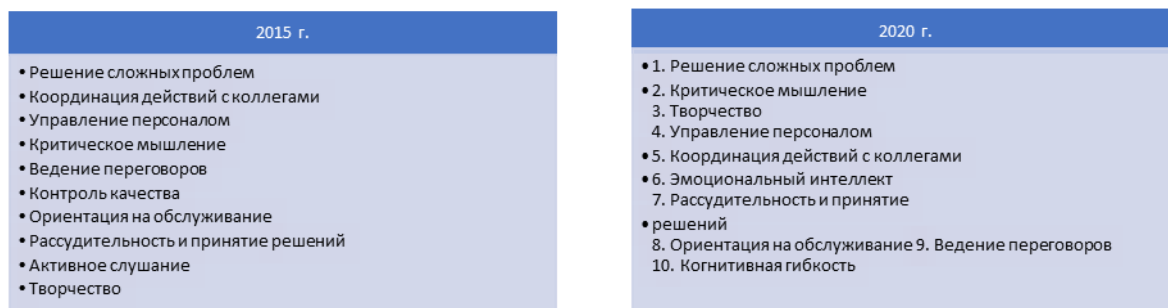 2015 г.
• Решение сложных проблем
• Координация действий с коллегами
• Управление персоналом
• Критическое мышление
• Ведение переговоров
• Контроль качества
• Ориентация на обслуживание
• Рассудительность и принятие решений
• Активное слушание
• Творчество
2020 г.
• 1. Решение сложных проблем
• 2. Критическое мышление
3. Творчество
4. Управление персоналом
• 5. Координация действий с коллегами
• 6. Эмоциональный интеллект
7. Рассудительность и принятие
• решений
8. Ориентация на обслуживание 9. Ведение переговоров
10. Когнитивная гибкость